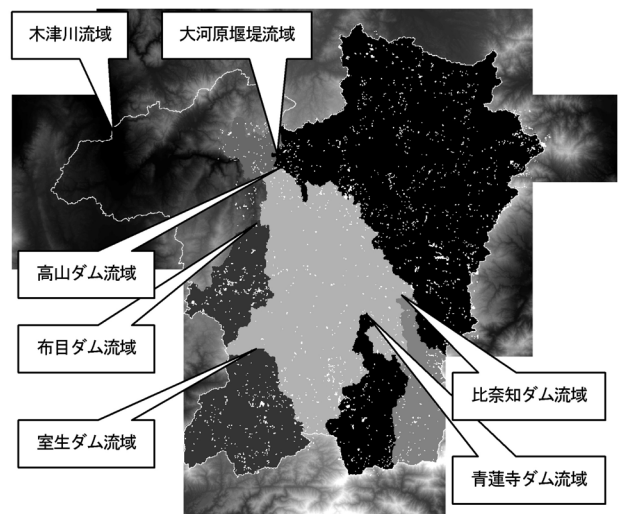 木津川流域
大河原堰堤流域
高山ダム流域
布目ダム流域
室生ダム流域
比奈知ダム流域
青蓮寺ダム流域